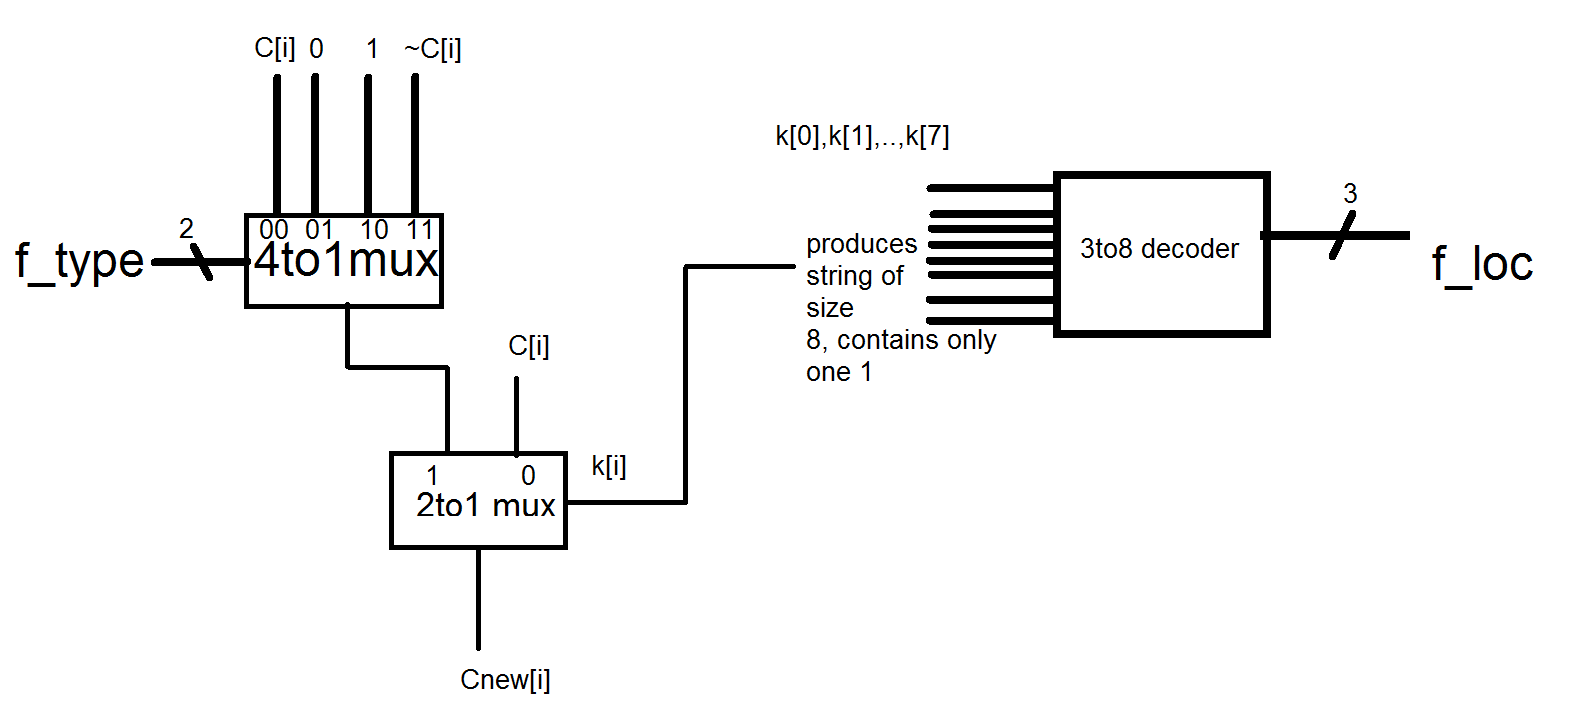 C[i] 0 1 ~C[i]
k[0],k[1],..,k[7]
3
2
00 01 10 11
f_type
4to1mux
produces
string of
size
8, contains only
one 1
3to8 decoder
f_loc
C[i]
k[i]
1 0
2to1 mux
Cnew[i]